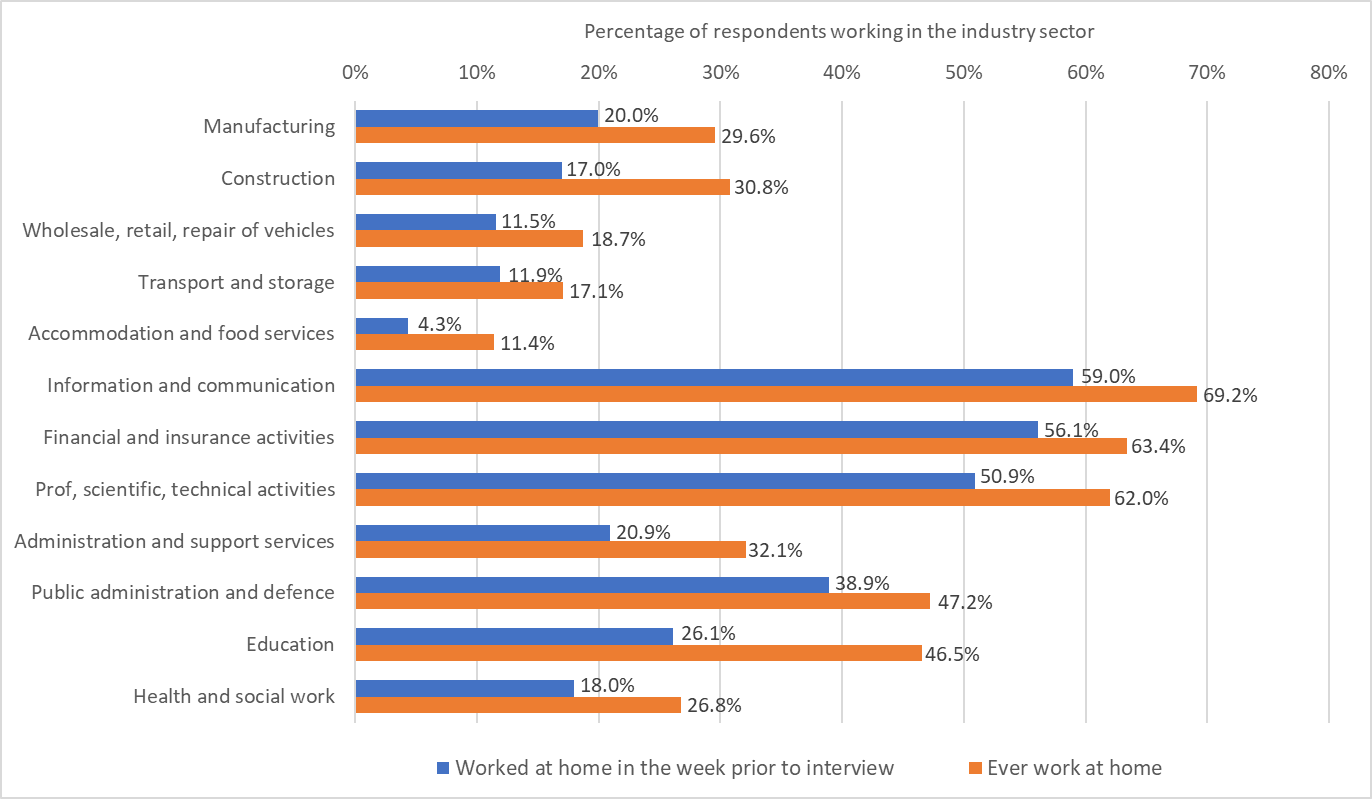 Percentage of respondents working in the industry sector
0% 10% 20% 30% 40% 50% 60% 70% 80%
Manufacturing 20.0% 29.6%
Construction 17.0% 30.8%
Wholesale, retail, repair of vehicles 11.5% 18.7%
Transport and storage 11.9% 17.1%
Accommodation and food services 4.3% 11.4%
Information and communication 59.0% 69.2%
Financial and insurance activities 56.1% 63.4%
Prof, scientific, technical activities 50.9% 62.0%
Administration and support services 20.9% 32.1%
Public administration and defence 38.9% 47.2%
Education 26.1% 46.5%
Health and social work 18.0% 26.8%
Worked at home in the week prior to interview Ever work at home